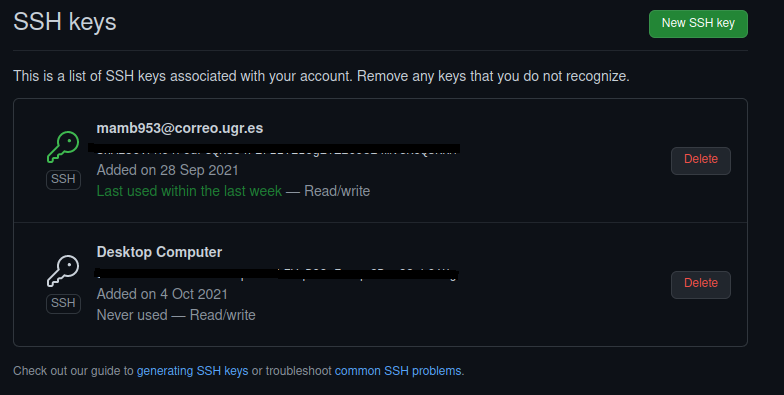 SSH keys
New SSH key
This is a list of SSH keys associated with your account. Remove any keys that you do not recognize.
mamb953@correo.ugr.es
Added on 28 Sep 2021
Last used within the last week — Read/write
SSH
Delete
Desktop Computer
Added on 4 Oct 2021
Never used — Read/write
SSH
Delete
Check out our guide to generating SSH keys or troubleshoot common SSH problems.